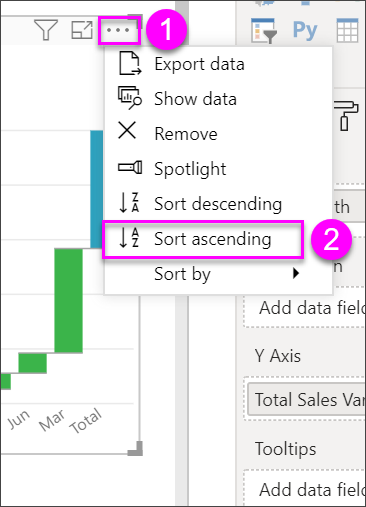 1
Py
Export data
Show data
Remove
Spotlight
Sort descending
Sort ascending
2
Sort by
Add data field
Y Axis
Total Sales Var
Tooltips
Add data field
Jun Mar Total